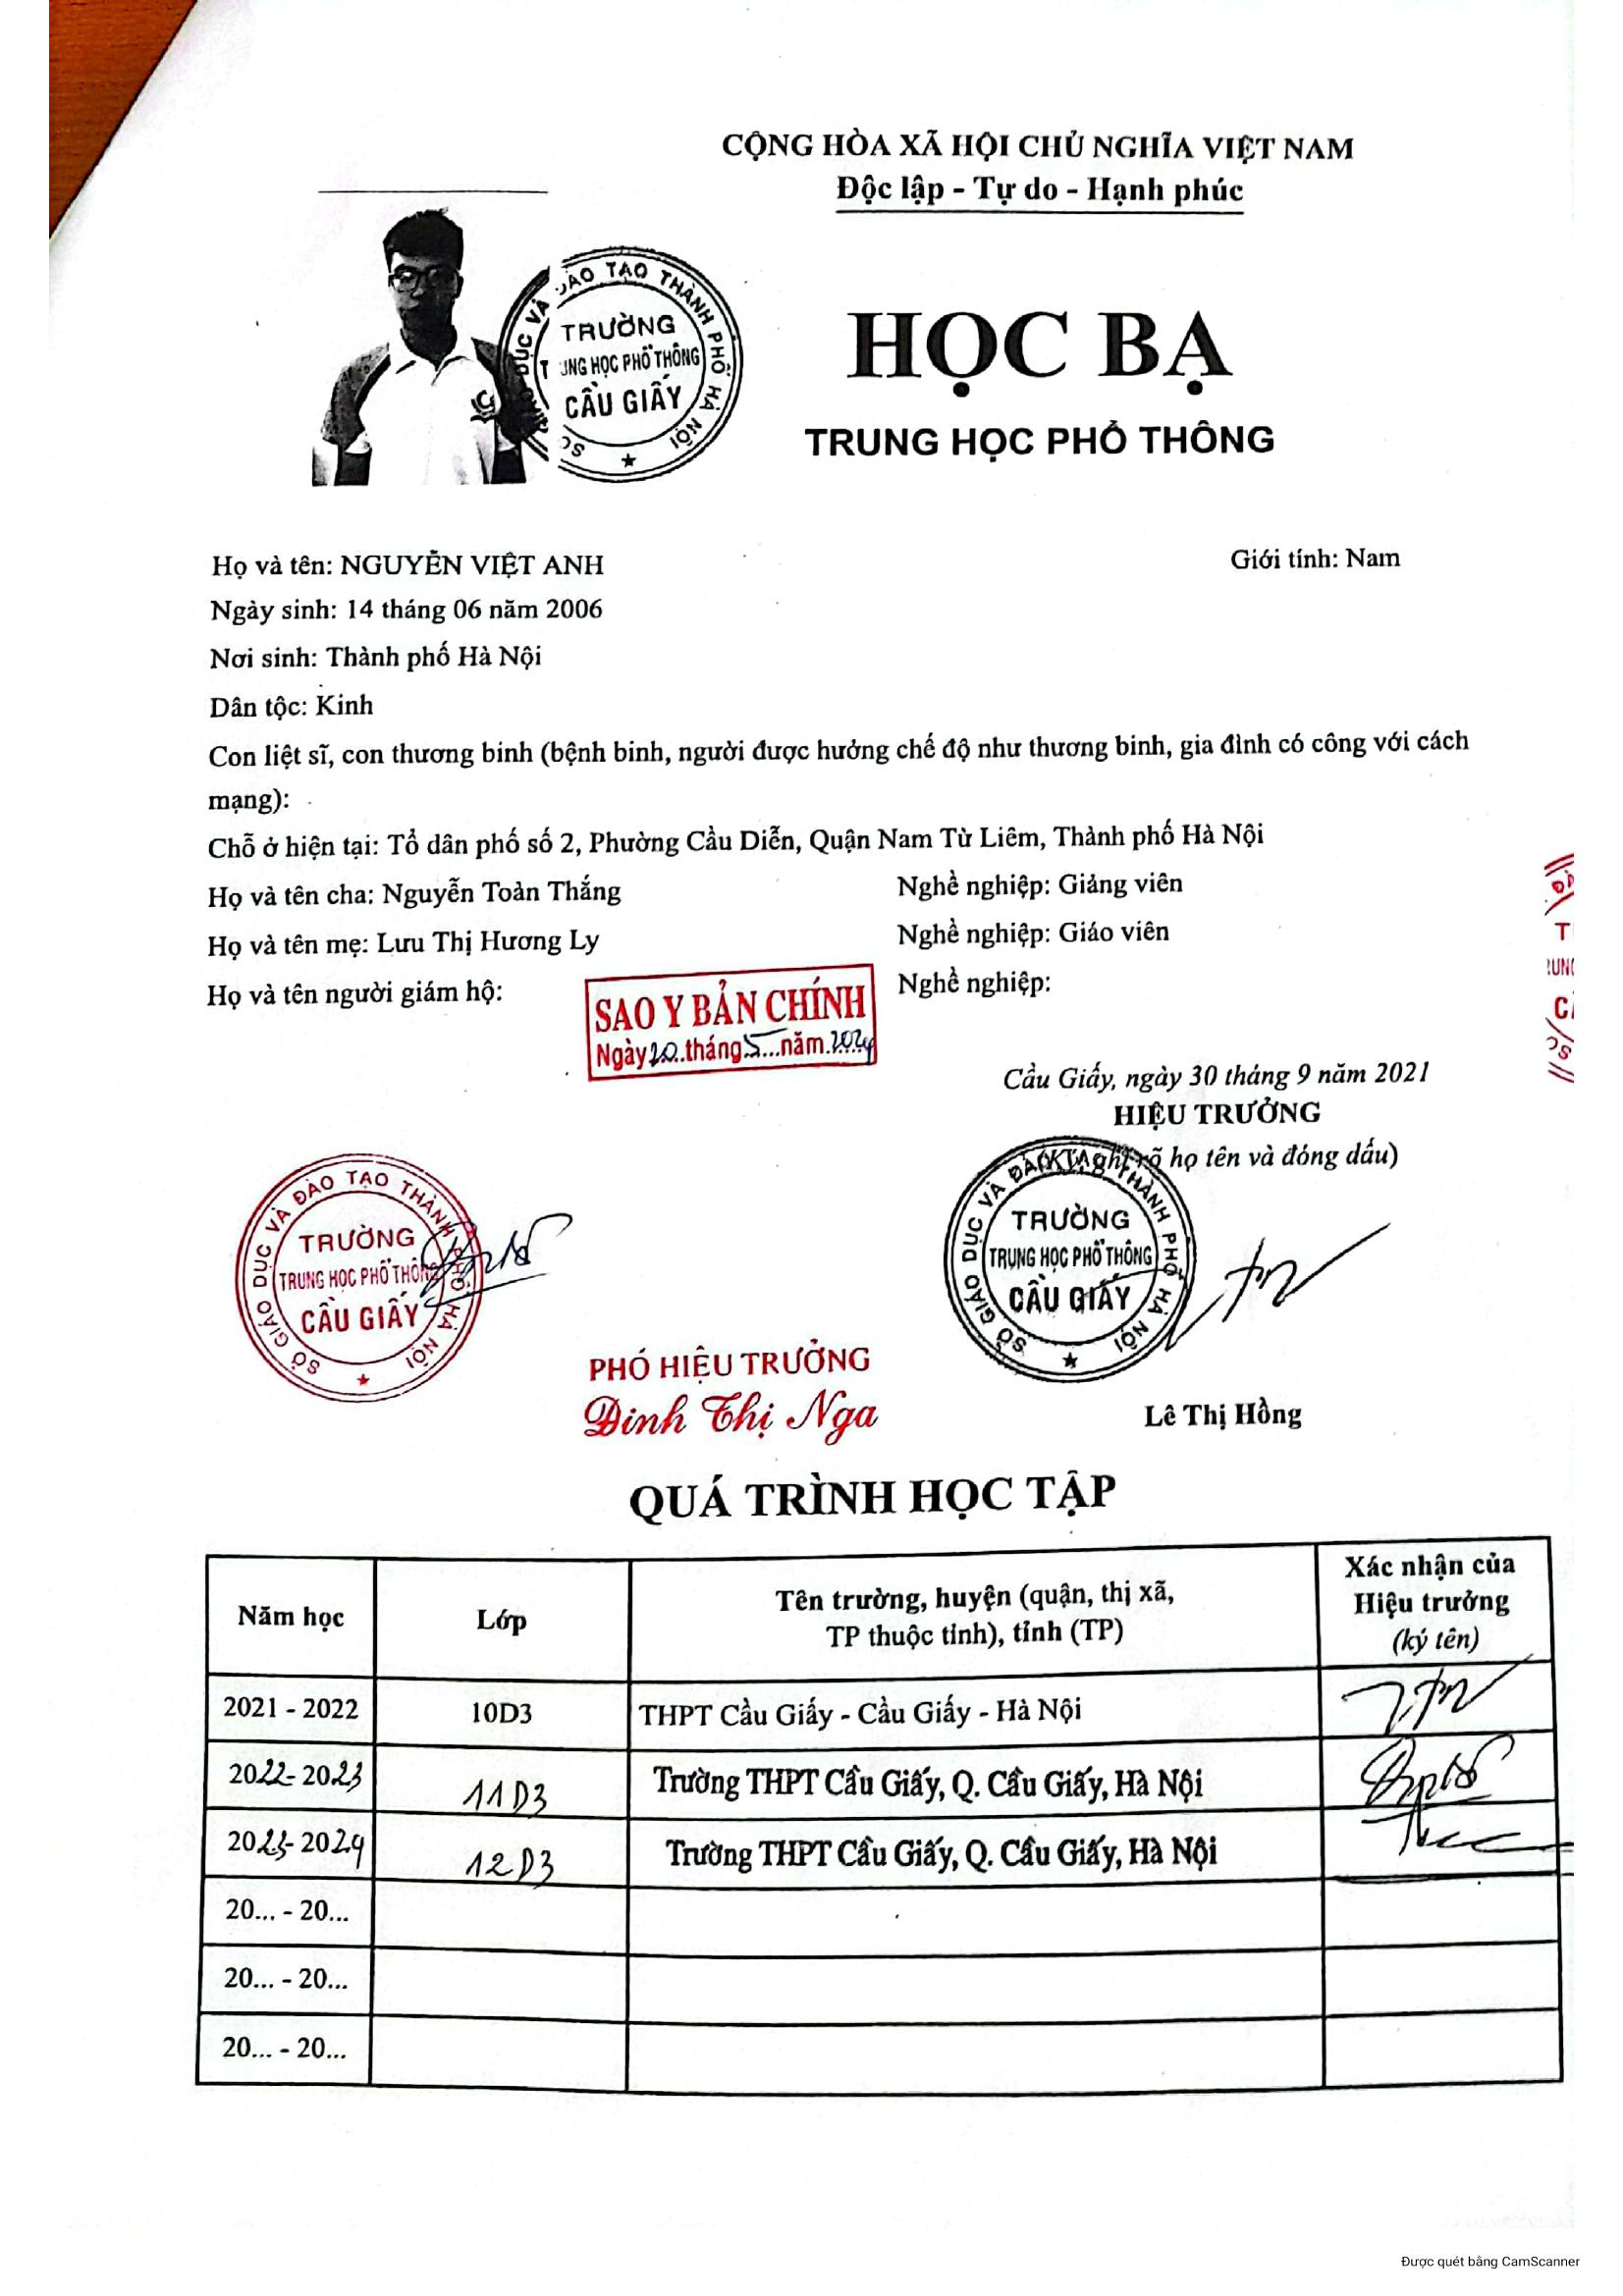 CỘNG HÒA XÃ HỘI CHỦ NGHĨA VIỆT NAM
Độc lập - Tự do - Hạnh phúc
SỞ GIÁO DỤC VÀ ĐÀO TẠO THÀNH PHỐ HÀ NỘI
TRƯỜNG
TRUNG HỌC PHỔ THÔNG
CẦU GIẤY
HỌC BẠ
TRUNG HỌC PHỔ THÔNG
Họ và tên: NGUYỄN VIỆT ANH Giới tính: Nam
Ngày sinh: 14 tháng 06 năm 2006
Nơi sinh: Thành phố Hà Nội
Dân tộc: Kinh
Con liệt sĩ, con thương binh (bệnh binh, người được hưởng chế độ như thương binh, gia đình có công với cách
mạng):
Chỗ ở hiện tại: Tổ dân phố số 2, Phường Cầu Diễn, Quận Nam Từ Liêm, Thành phố Hà Nội
Họ và tên cha: Nguyễn Toàn Thắng Nghề nghiệp: Giảng viên
Họ và tên mẹ: Lưu Thị Hương Ly Nghề nghiệp: Giáo viên
Họ và tên người giám hộ: Nghề nghiệp:
SAO Y BẢN CHÍNH
Ngày 20 tháng 5 năm 2024
Cầu Giấy, ngày 30 tháng 9 năm 2021
HIỆU TRƯỞNG
họ tên và đóng dấu)
SỞ GIÁO DỤC VÀ ĐÀO TẠO THÀNH PHỐ HÀ NỘI
TRƯỜNG
TRUNG HỌC PHỔ THÔNG
CẦU GIẤY
SỞ GIÁO DỤC VÀ ĐÀO TẠO THÀNH PHỐ HÀ NỘI
TRƯỜNG
TRUNG HỌC PHỔ THÔNG
CẦU GIẤY
PHÓ HIỆU TRƯỞNG
Đinh Thị Nga
Lê Thị Hồng
QUÁ TRÌNH HỌC TẬP
Năm học Lớp Tên trường, huyện (quận, thị xã, TP thuộc tỉnh), tỉnh (TP) Xác nhận của Hiệu trưởng (ký tên)
2021 - 2022 10D3 THPT Cầu Giấy - Cầu Giấy - Hà Nội
2022 - 2023 11D3 Trường THPT Cầu Giấy, Q. Cầu Giấy, Hà Nội
2023 - 2024 12D3 Trường THPT Cầu Giấy, Q. Cầu Giấy, Hà Nội
20... - 20...
20... - 20...
20... - 20...
Được quét bằng CamScanner